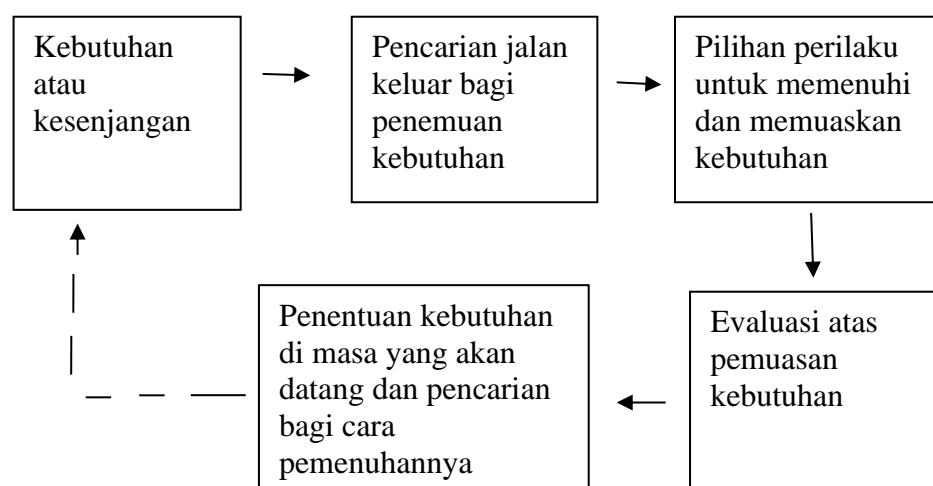 Kebutuhan
atau
kesenjangan
Pencarian jalan
keluar bagi
penemuan
kebutuhan
Pilihan perilaku
untuk memenuhi
dan memuaskan
kebutuhan
Evaluasi atas
pemuasan
kebutuhan
Penentuan kebutuhan
di masa yang akan
datang dan pencarian
bagi cara
pemenuhannya